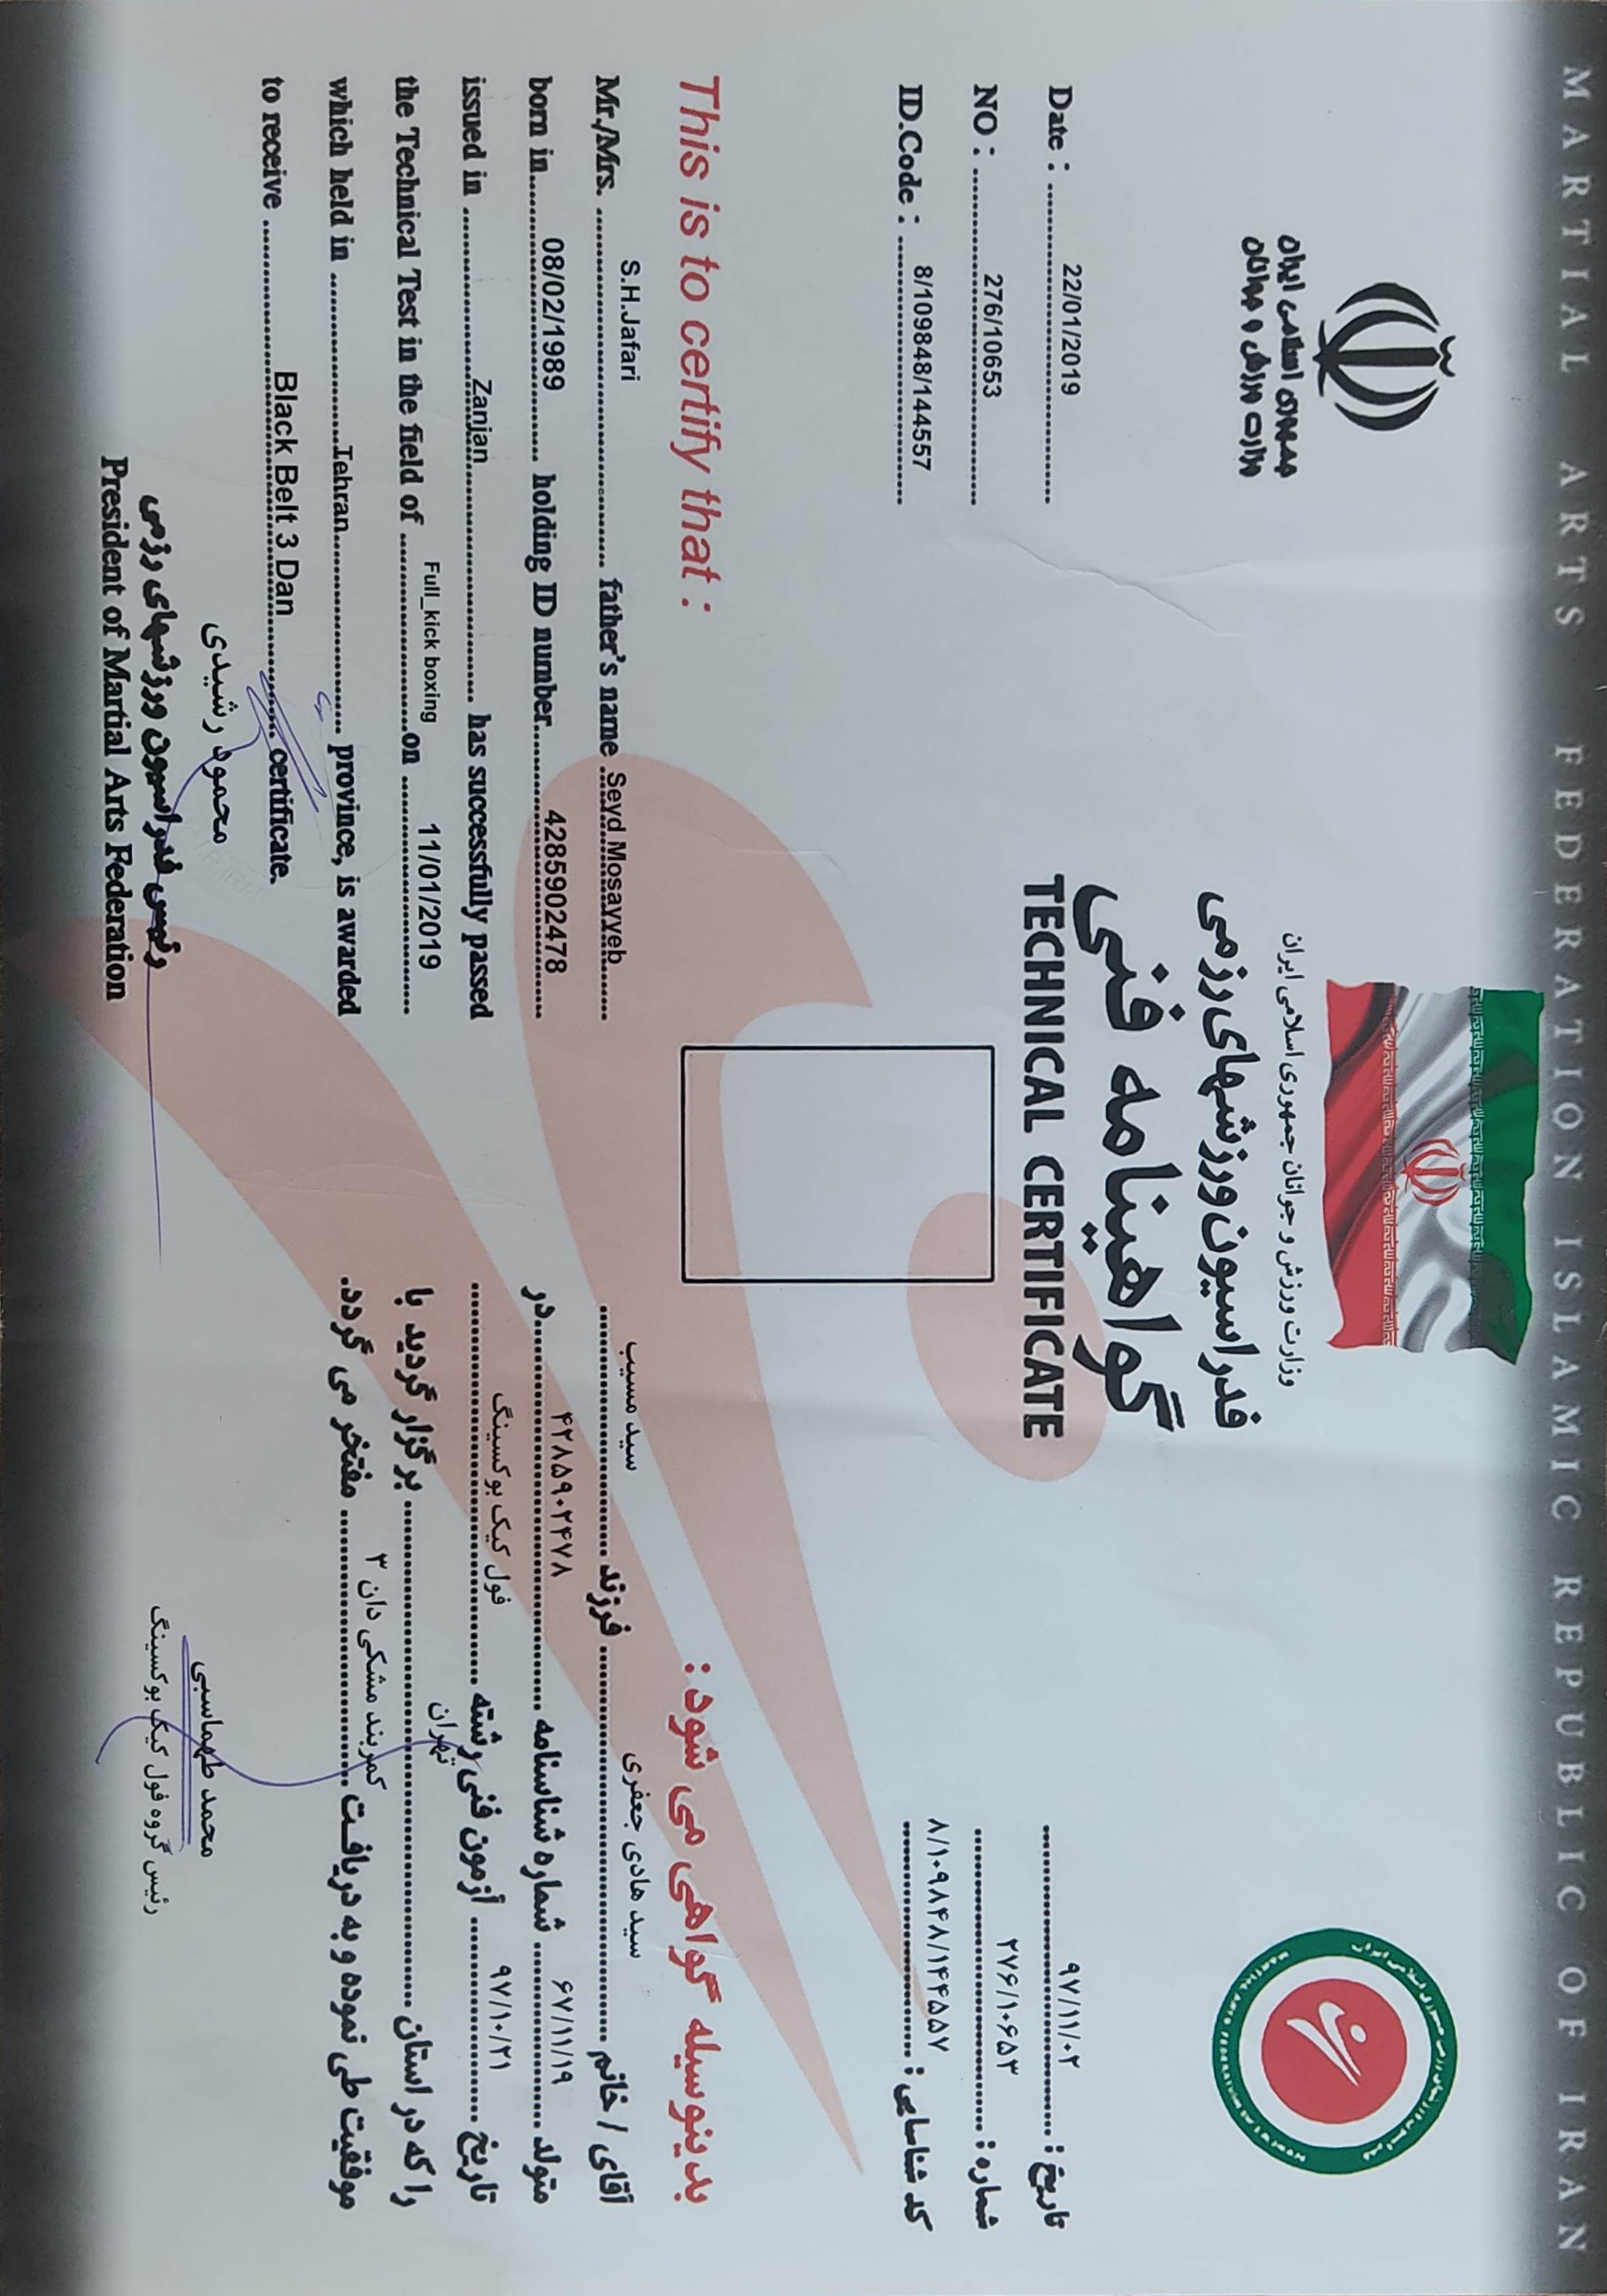 MARTIAL ARTS FEDERATION ISLAMIC REPUBLIC OF IRAN
جمهوری اسلامی ایران
وزارت ورزش و جوانان
وزارت ورزش و جوانان جمهوری اسلامی ایران
فدراسیون ورزشهای رزمی
گواهینامه فنی
TECHNICAL CERTIFICATE
Date : 22/01/2019
NO : 276/10653
ID.Code : 8/109848/144557
تاریخ : ۹۷/۱۱/۰۲
شماره : ۲۷۶/۱۰۶۵۳
کد شناسایی : ۸/۱۰۹۸۴۸/۱۴۴۵۵۷
This is to certify that :
Mr./Mrs. S.H.Jafari father's name Seyd Mosayyeb
born in 08/02/1989 holding ID number 4285902478
issued in Zanjan has successfully passed
the Technical Test in the field of Full_kick boxing on 11/01/2019
which held in Tehran province, is awarded
to receive Black Belt 3 Dan certificate.
محمود رشیدی
رئیس فدراسیون ورزشهای رزمی
President of Martial Arts Federation
بدینوسیله گواهی می شود :
آقای / خانم سید هادی جعفری فرزند سید مسیب
متولد ۶۷/۱۱/۱۹ شماره شناسنامه ۴۲۸۵۹۰۲۴۷۸ در
تاریخ ۹۷/۱۰/۲۱ آزمون فنی رشته فول کیک بوکسینگ
را که در استان تهران برگزار گردید با
موفقیت طی نموده و به دریافت کمربند مشکی دان ۳ مفتخر می گردد.
محمد طهماسبی
رئیس گروه فول کیک بوکسینگ